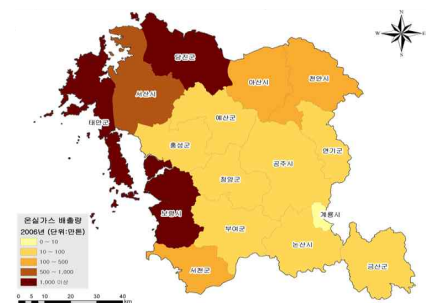 N
W E
S
당진군
아산시
천안시
서산시
태안군
예산군
홍성군
연기군
공주시
청양군
계룡시
보령시
부여군
논산시
서천군
금산군
온실가스 배출량
2006년 (단위:만톤)
0 - 10
10 - 100
100 - 500
500 - 1,000
1,000 이상
0 5 10 20 30 40
km